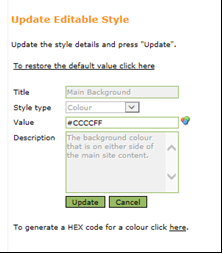 Update Editable Style
Update the style details and press "Update".
To restore the default value click here
Title
Main Background
Style type
Colour
Value
#CCCCFF
Description
The background colour
that is on either side of
the main site content.
Update
Cancel
To generate a HEX code for a colour click here.